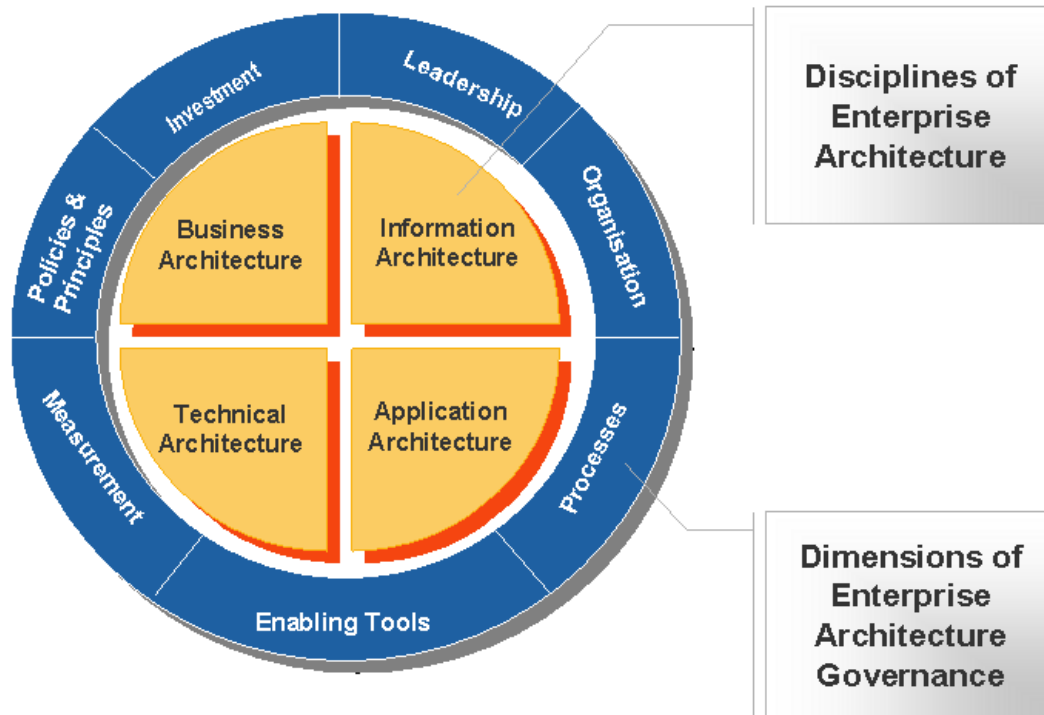 Investment
Leadership
Policies &
Principles
Organisation
Measurement
Processes
Enabling Tools
Business
Architecture
Information
Architecture
Technical
Architecture
Application
Architecture
Disciplines of
Enterprise
Architecture
Dimensions of
Enterprise
Architecture
Governance